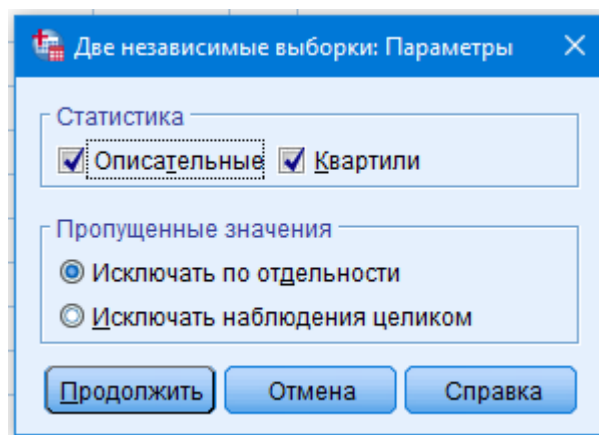 Две независимые выборки: Параметры
Статистика
Описательные Квартили
Пропущенные значения
Исключать по отдельности
Исключать наблюдения целиком
Продолжить Отмена Справка